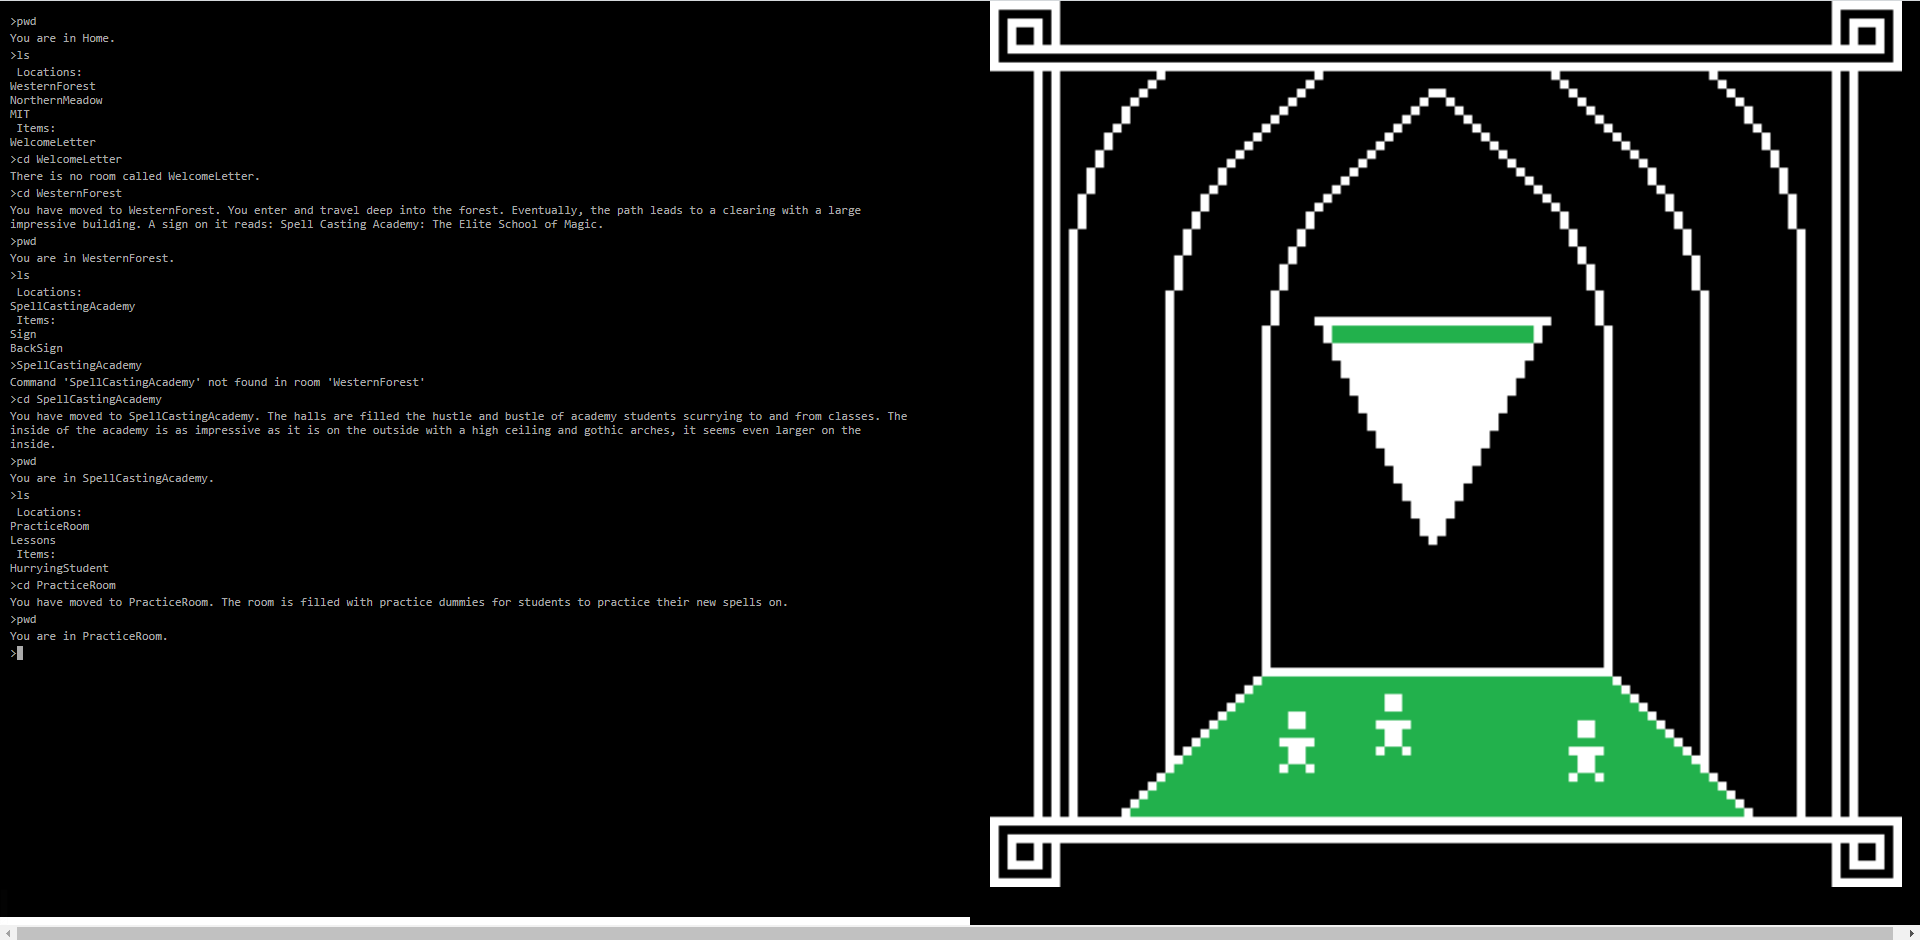 >pwd
You are in Home.
>ls
 Locations:
WesternForest
NorthernMeadow
MIT
 Items:
WelcomeLetter
>cd WelcomeLetter
There is no room called WelcomeLetter.
>cd WesternForest
You have moved to WesternForest. You enter and travel deep into the forest. Eventually, the path leads to a clearing with a large
impressive building. A sign on it reads: Spell Casting Academy: The Elite School of Magic.
>pwd
You are in WesternForest.
>ls
 Locations:
SpellCastingAcademy
 Items:
Sign
BackSign
>SpellCastingAcademy
Command 'SpellCastingAcademy' not found in room 'WesternForest'
>cd SpellCastingAcademy
You have moved to SpellCastingAcademy. The halls are filled the hustle and bustle of academy students scurrying to and from classes. The
inside of the academy is as impressive as it is on the outside with a high ceiling and gothic arches, it seems even larger on the
inside.
>pwd
You are in SpellCastingAcademy.
>ls
 Locations:
PracticeRoom
Lessons
 Items:
HurryingStudent
>cd PracticeRoom
You have moved to PracticeRoom. The room is filled with practice dummies for students to practice their new spells on.
>pwd
You are in PracticeRoom.
>